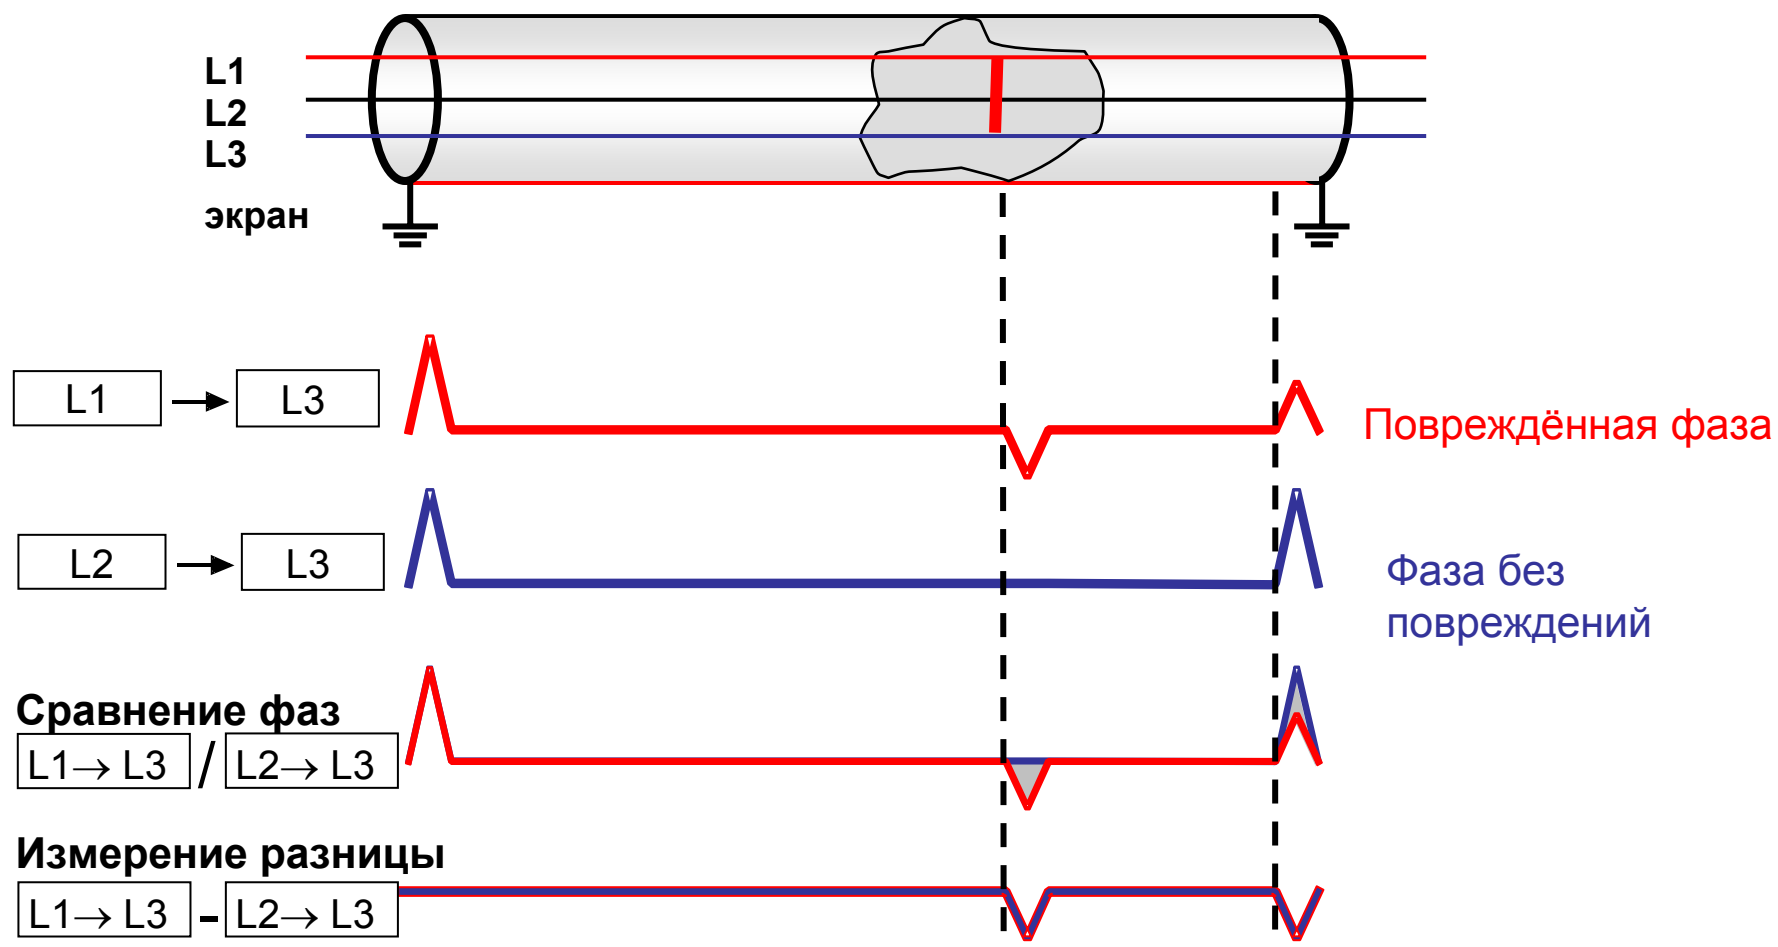 L1
L2
L3
экран
L1 → L3
Повреждённая фаза
L2 → L3
Фаза без
повреждений
Сравнение фаз
L1→ L3 / L2→ L3
Измерение разницы
L1→ L3 - L2→ L3